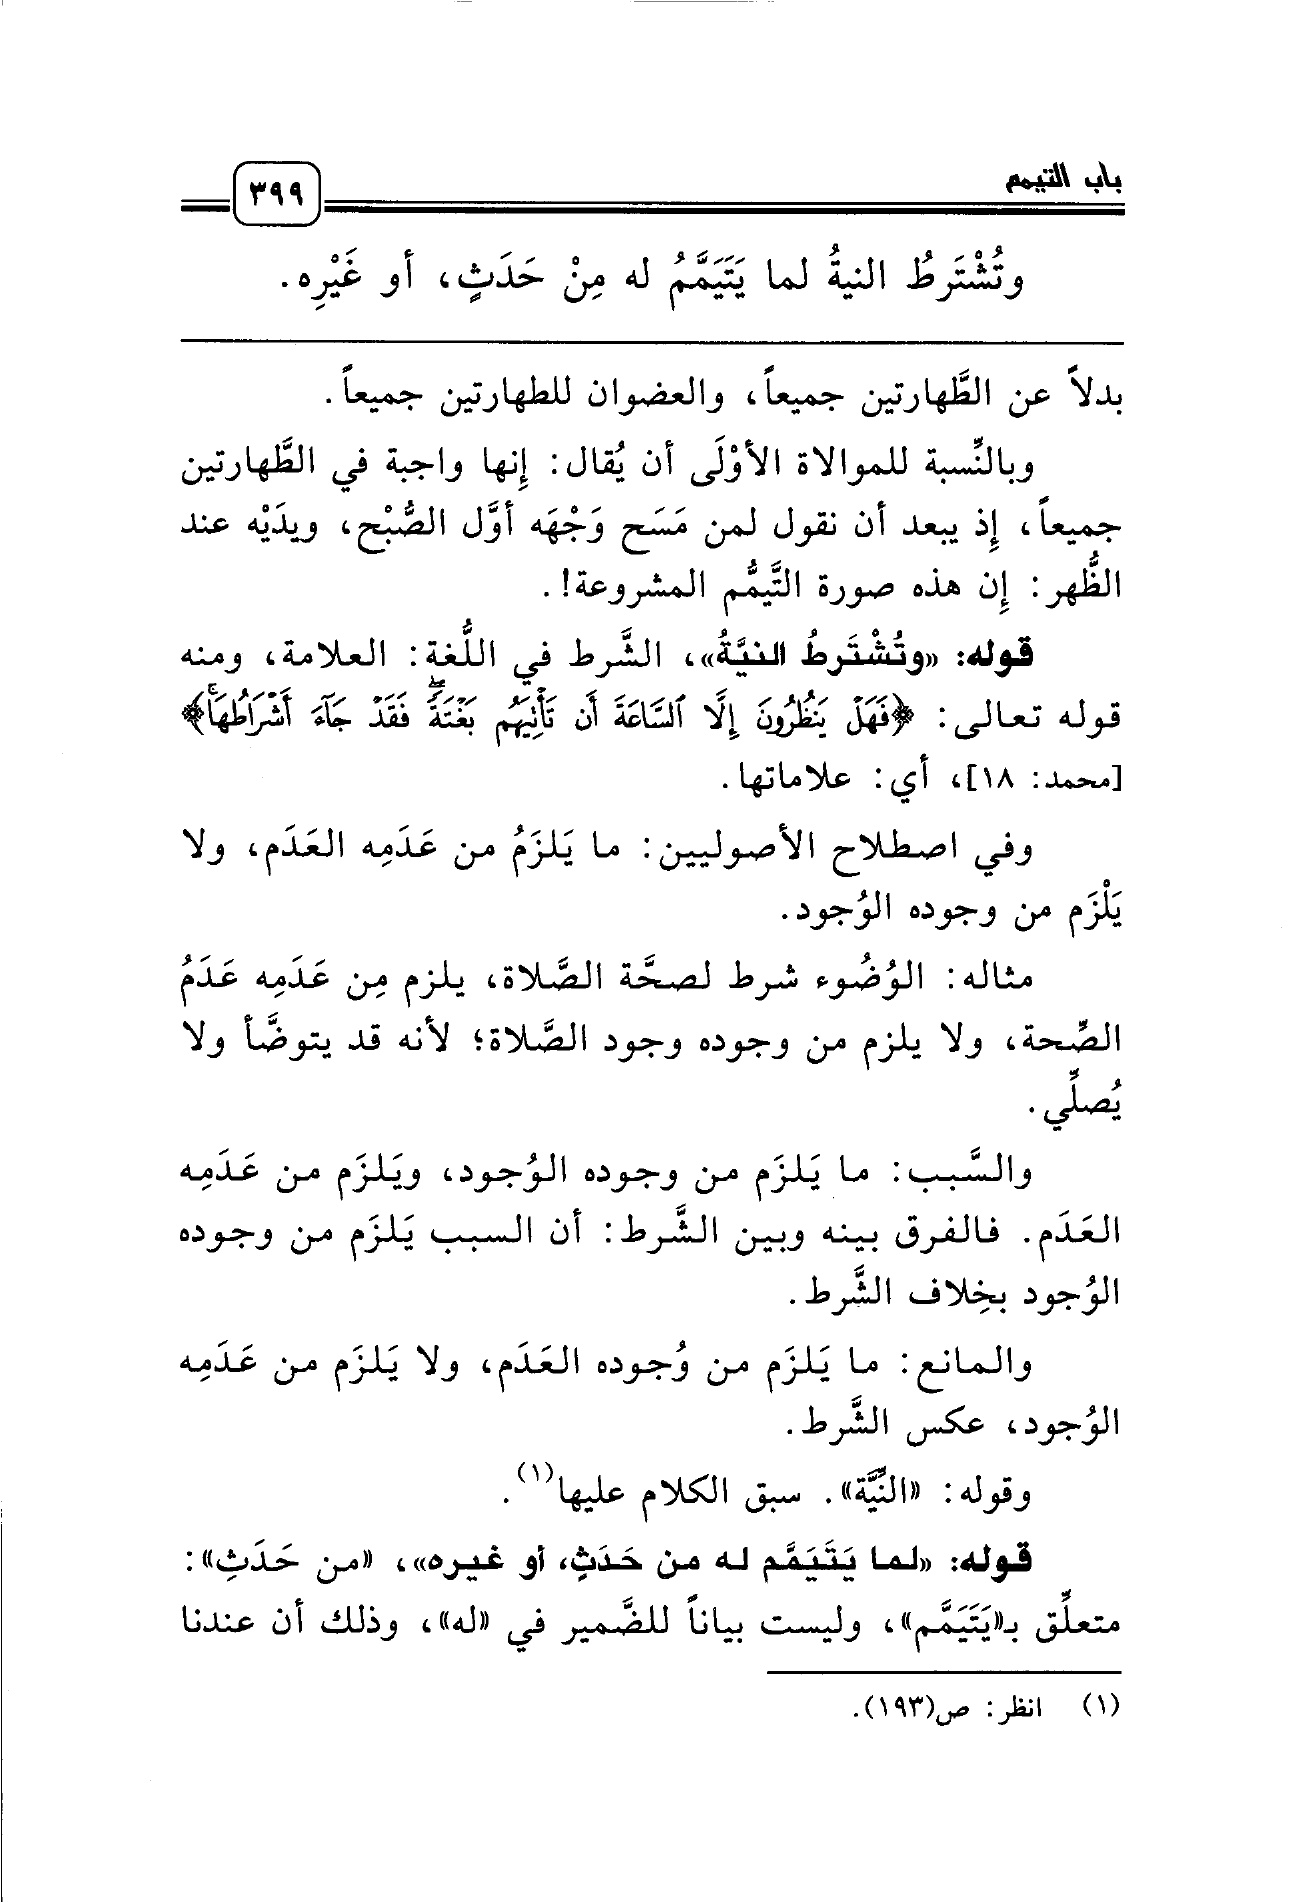 باب التيمم
٣٩٩
وتُشْتَرطُ النيةُ لما يَتَيَمَّمُ له مِنْ حَدَثٍ، أو غَيْرِه.
بدلاً عن الطَّهارتين جميعاً، والعضوان للطهارتين جميعاً.
وبالنِّسبة للموالاة الأوْلَى أن يُقال: إِنها واجبة في الطَّهارتين
جميعاً، إِذ يبعد أن نقول لمن مَسَح وَجْهَه أوَّل الصُّبْح، ويدَيْه عند
الظُّهر: إِن هذه صورة التَّيمُّم المشروعة!.
قوله: «وتُشْتَرطُ النيَّةُ»، الشَّرط في اللُّغة: العلامة، ومنه
قوله تعالى: ﴿فَهَلْ يَنظُرُونَ إِلَّا ٱلسَّاعَةَ أَن تَأْتِيَهُم بَغْتَةًۖ فَقَدْ جَآءَ أَشْرَاطُهَاۚ﴾
[محمد: ١٨]، أي: علاماتها.
وفي اصطلاح الأصوليين: ما يَلزَمُ من عَدَمِه العَدَم، ولا
يَلْزَم من وجوده الوُجود.
مثاله: الوُضُوء شرط لصحَّة الصَّلاة، يلزم مِن عَدَمِه عَدَمُ
الصِّحة، ولا يلزم من وجوده وجود الصَّلاة؛ لأنه قد يتوضَّأ ولا
يُصلِّي.
والسَّبب: ما يَلزَم من وجوده الوُجود، ويَلزَم من عَدَمِه
العَدَم. فالفرق بينه وبين الشَّرط: أن السبب يَلزَم من وجوده
الوُجود بخِلاف الشَّرط.
والمانع: ما يَلزَم من وُجوده العَدَم، ولا يَلزَم من عَدَمِه
الوُجود، عكس الشَّرط.
وقوله: «النِّيَّة». سبق الكلام عليها(١).
قوله: «لما يَتَيَمَّم له من حَدَثٍ، أو غيره»، «من حَدَثٍ»:
متعلِّق بـ«يَتَيَمَّم»، وليست بياناً للضَّمير في «له»، وذلك أن عندنا
(١) انظر: ص(١٩٣).